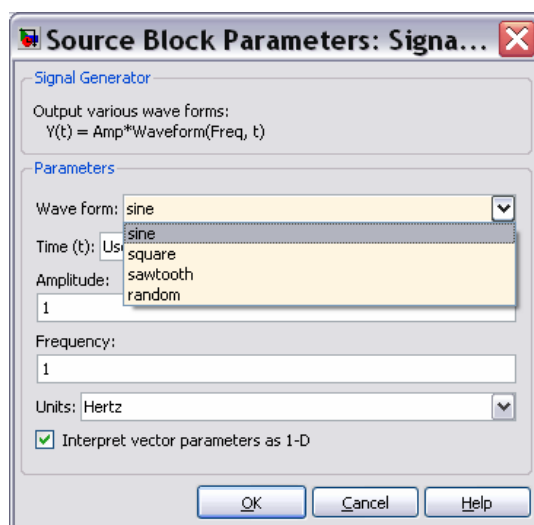 Source Block Parameters: Signa...
Signal Generator
Output various wave forms:
Y(t) = Amp*Waveform(Freq, t)
Parameters
Wave form: sine
sine
Time (t):
square
sawtooth
Amplitude:
random
1
Frequency:
1
Units: Hertz
Interpret vector parameters as 1-D
OK Cancel Help